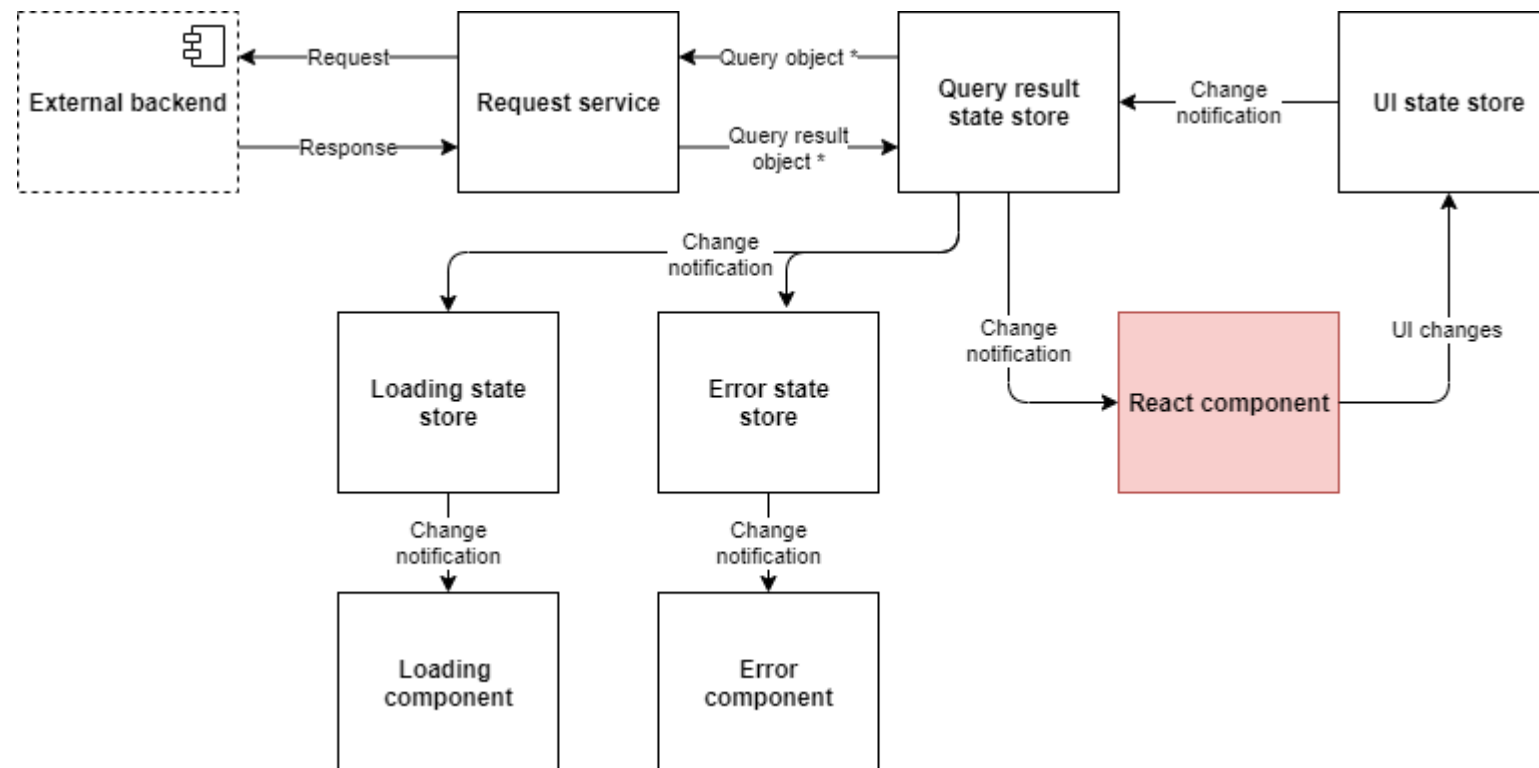 External backend
Request
Response
Request service
Query object *
Query result
object *
Query result
state store
Change
notification
UI state store
Change
notification
Change
notification
UI changes
Loading state
store
Error state
store
React component
Change
notification
Change
notification
Loading
component
Error
component